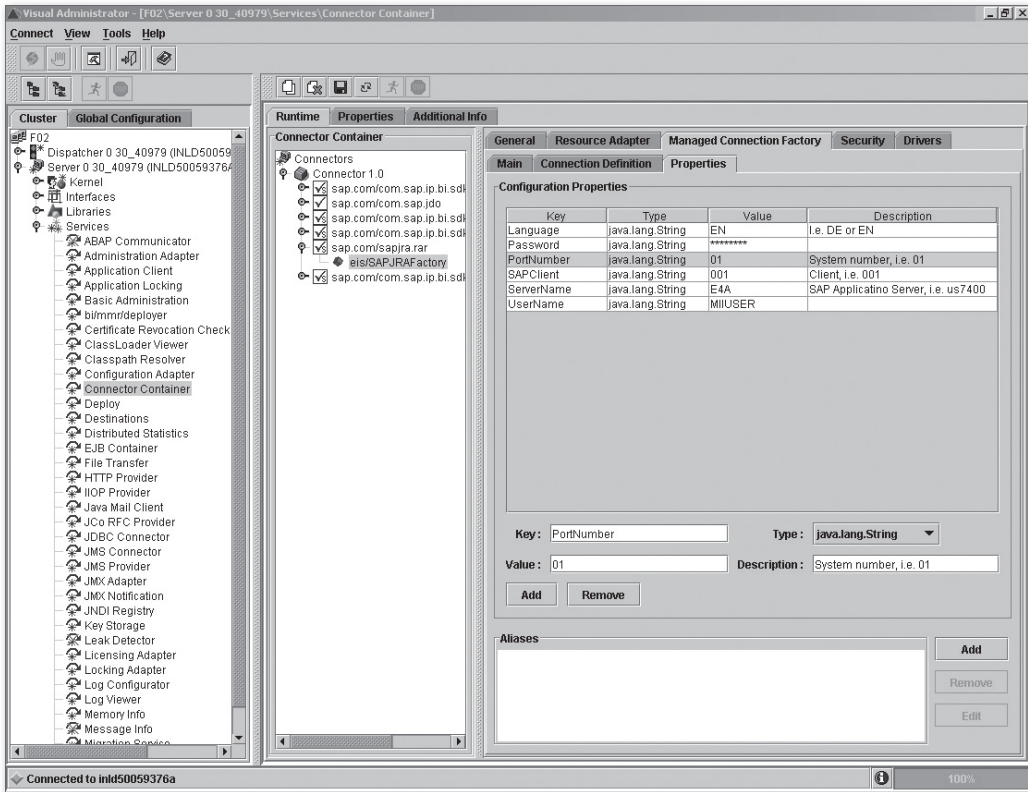 Visual Administrator - [F02\Server 0 30_40979\Services\Connector Container]
Connect View Tools Help
Cluster Global Configuration
F02
Dispatcher 0 30_40979 (INLD50059
Server 0 30_40979 (INLD50059376A
Kernel
Interfaces
Libraries
Services
ABAP Communicator
Administration Adapter
Application Client
Application Locking
Basic Administration
bi/mmr/deployer
Certificate Revocation Check
ClassLoader Viewer
Classpath Resolver
Configuration Adapter
Connector Container
Deploy
Destinations
Distributed Statistics
EJB Container
File Transfer
HTTP Provider
IIOP Provider
Java Mail Client
JCo RFC Provider
JDBC Connector
JMS Connector
JMS Provider
JMX Adapter
JMX Notification
JNDI Registry
Key Storage
Leak Detector
Licensing Adapter
Locking Adapter
Log Configurator
Log Viewer
Memory Info
Message Info
Migration Service
Runtime Properties Additional Info
Connector Container
Connectors
Connector 1.0
sap.com/com.sap.ip.bi.sdk
sap.com/com.sap.jdo
sap.com/com.sap.ip.bi.sdk
sap.com/com.sap.ip.bi.sdk
sap.com/sapjra.rar
eis/SAPJRAFactory
sap.com/com.sap.ip.bi.sdk
General Resource Adapter Managed Connection Factory Security Drivers
Main Connection Definition Properties
Configuration Properties
Key Type Value Description
Language java.lang.String EN I.e. DE or EN
Password java.lang.String ********
PortNumber java.lang.String 01 System number, i.e. 01
SAPClient java.lang.String 001 Client, i.e. 001
ServerName java.lang.String E4A SAP Applicatino Server, i.e. us7400
UserName java.lang.String MIIUSER
Key: PortNumber Type: java.lang.String
Value: 01 Description: System number, i.e. 01
Add Remove
Aliases
Add
Remove
Edit
Connected to inld50059376a
100%